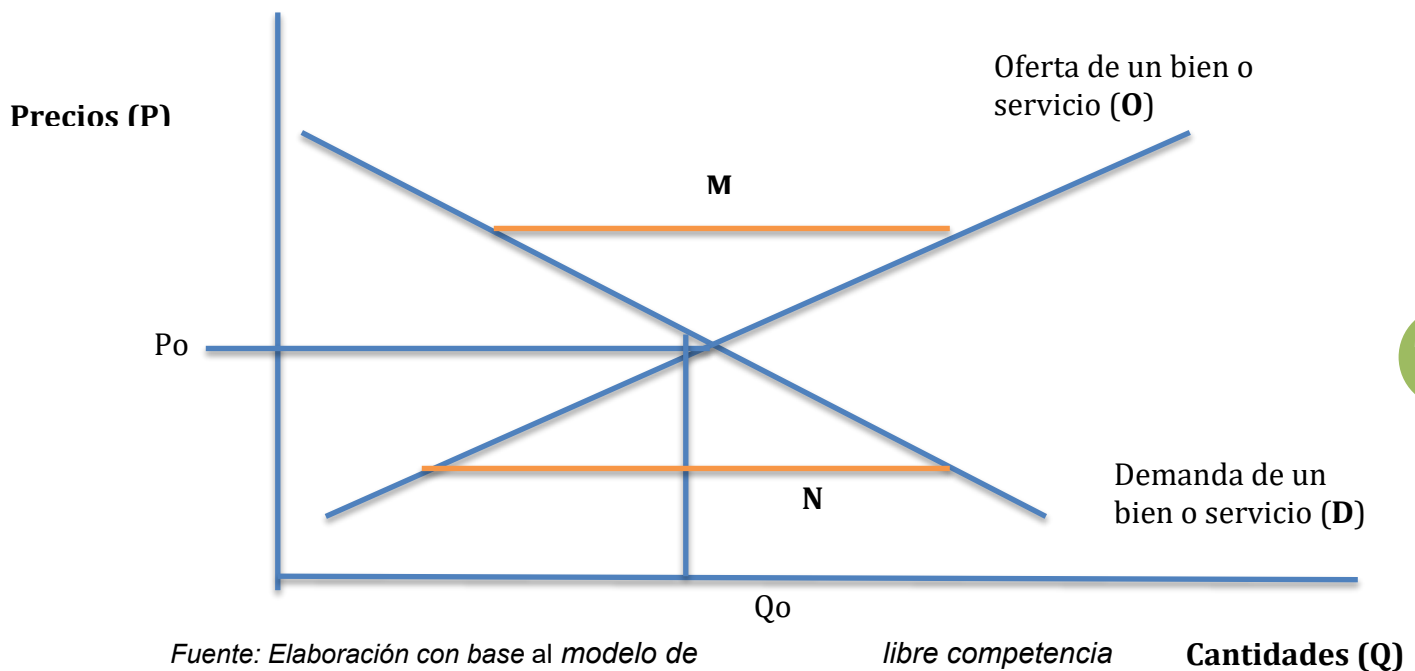 Oferta de un bien o
servicio (O)
Precios (P)
M
Po
Demanda de un
bien o servicio (D)
N
Qo
Fuente: Elaboración con base al modelo de libre competencia
Cantidades (Q)